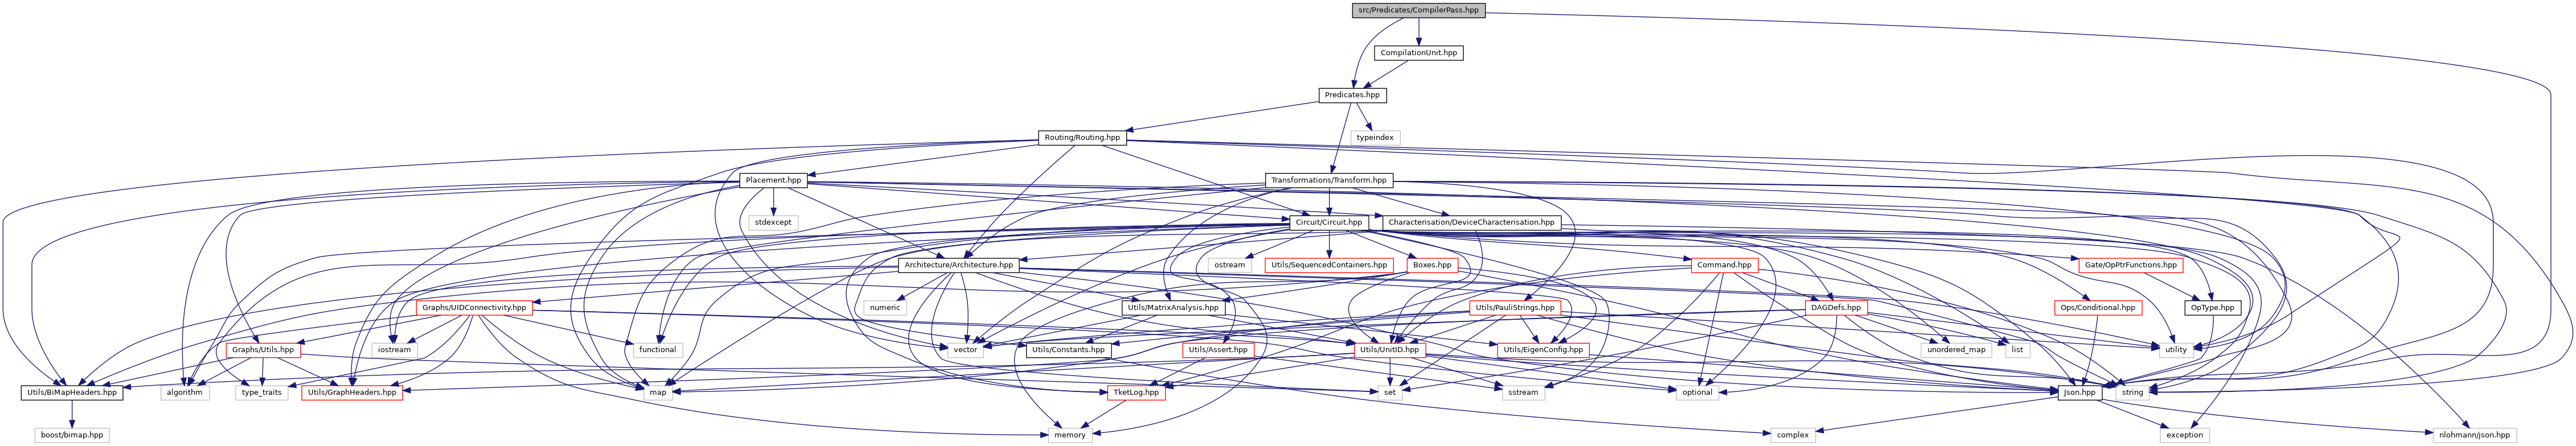 src/Predicates/CompilerPass.hpp
CompilationUnit.hpp
Predicates.hpp
Routing/Routing.hpp
typeindex
Placement.hpp
Transformations/Transform.hpp
stdexcept
Circuit/Circuit.hpp
Characterisation/DeviceCharacterisation.hpp
Architecture/Architecture.hpp
ostream
Utils/SequencedContainers.hpp
Boxes.hpp
Command.hpp
Gate/OpPtrFunctions.hpp
Graphs/UIDConnectivity.hpp
numeric
Utils/MatrixAnalysis.hpp
Utils/PauliStrings.hpp
DAGDefs.hpp
Ops/Conditional.hpp
OpType.hpp
Graphs/Utils.hpp
iostream
functional
vector
Utils/Constants.hpp
Utils/Assert.hpp
Utils/UnitID.hpp
Utils/EigenConfig.hpp
unordered_map
list
utility
Utils/BiMapHeaders.hpp
algorithm
type_traits
Utils/GraphHeaders.hpp
map
TketLog.hpp
set
sstream
optional
Json.hpp
string
boost/bimap.hpp
memory
complex
exception
nlohmann/json.hpp